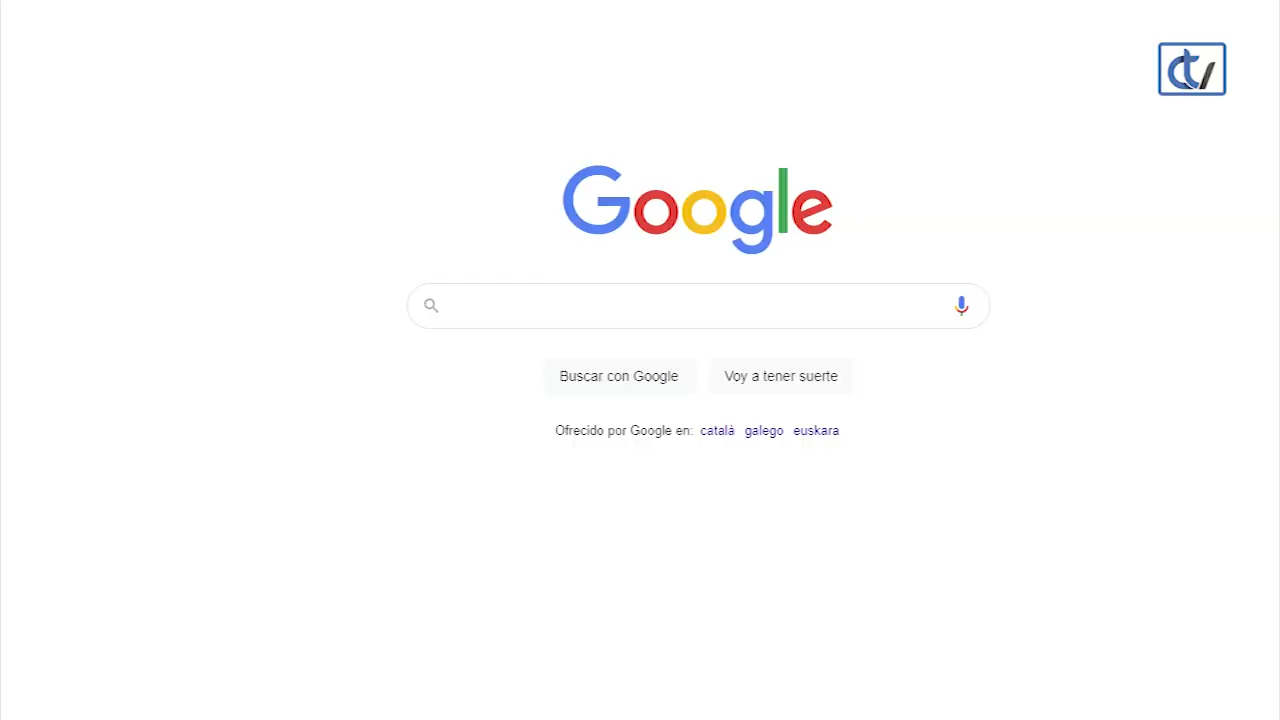 Google
Buscar con Google
Voy a tener suerte
Ofrecido por Google en: català galego euskara